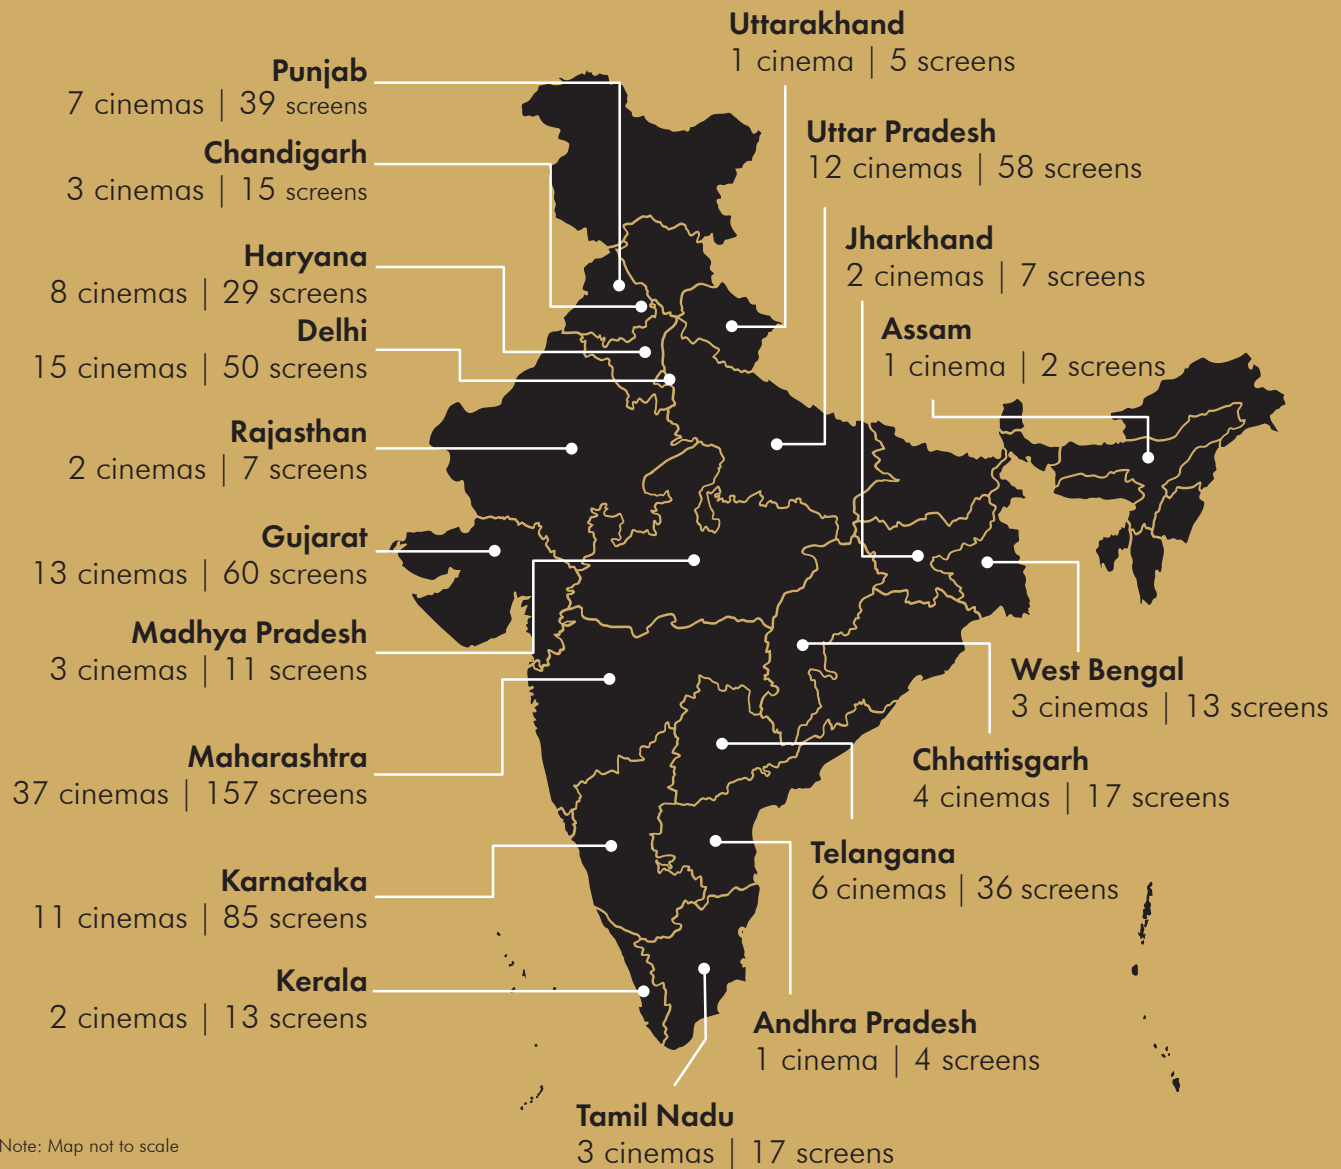 Uttarakhand
1 cinema | 5 screens
Punjab
7 cinemas | 39 screens
Uttar Pradesh
12 cinemas | 58 screens
Chandigarh
3 cinemas | 15 screens
Jharkhand
2 cinemas | 7 screens
Haryana
8 cinemas | 29 screens
Delhi
15 cinemas | 50 screens
Assam
1 cinema | 2 screens
Rajasthan
2 cinemas | 7 screens
Gujarat
13 cinemas | 60 screens
Madhya Pradesh
3 cinemas | 11 screens
West Bengal
3 cinemas | 13 screens
Maharashtra
37 cinemas | 157 screens
Chhattisgarh
4 cinemas | 17 screens
Telangana
6 cinemas | 36 screens
Karnataka
11 cinemas | 85 screens
Kerala
2 cinemas | 13 screens
Andhra Pradesh
1 cinema | 4 screens
Tamil Nadu
3 cinemas | 17 screens
Note: Map not to scale